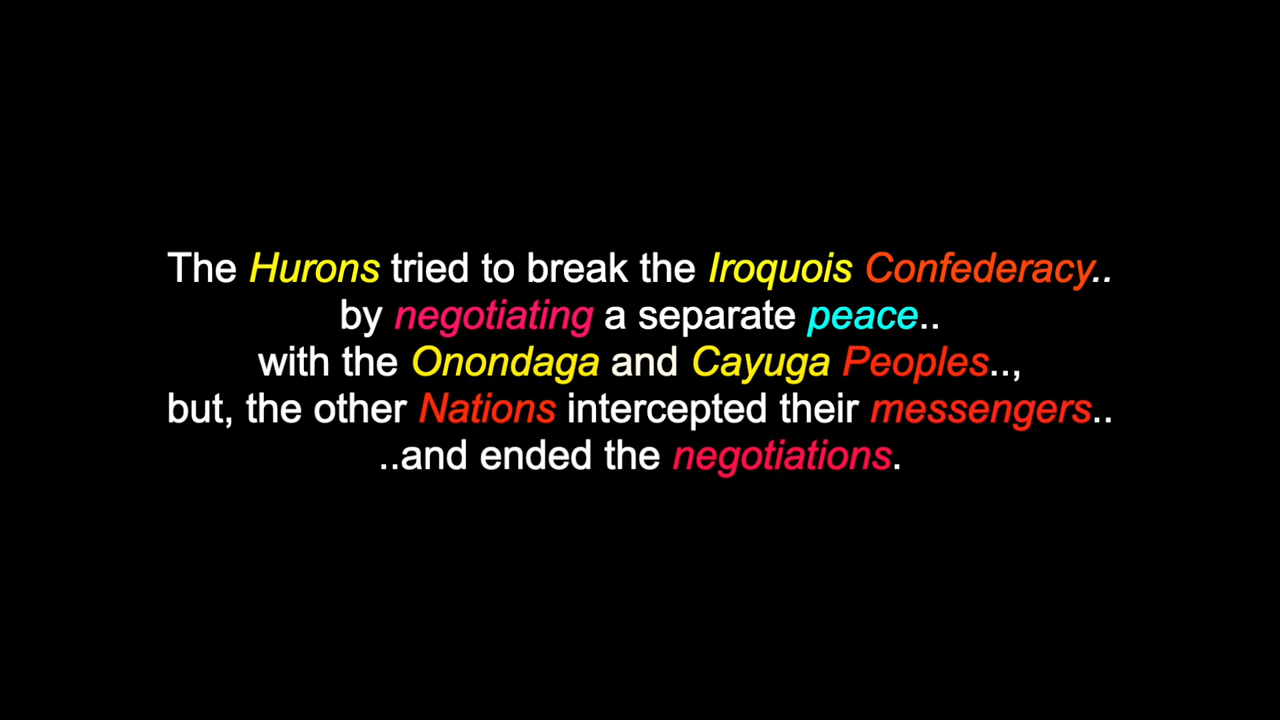 The Hurons tried to break the Iroquois Confederacy..
by negotiating a separate peace..
with the Onondaga and Cayuga Peoples..,
but, the other Nations intercepted their messengers..
..and ended the negotiations.